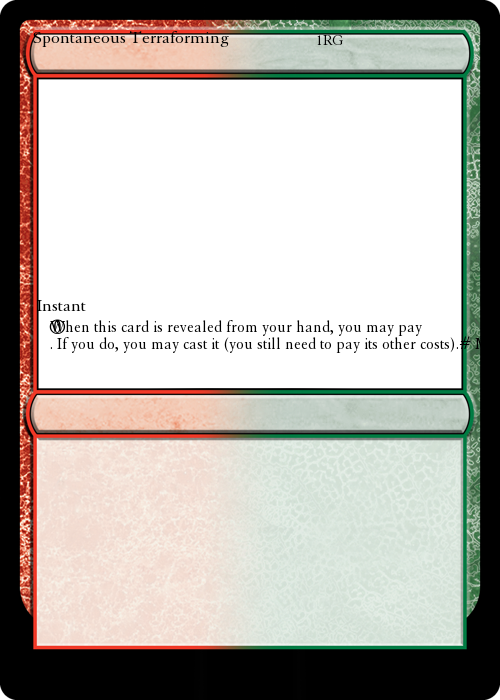 Spontaneous Terraforming 1RG
Instant
When this card is revealed from your hand, you may pay
. If you do, you may cast it (you still need to pay its other costs).#